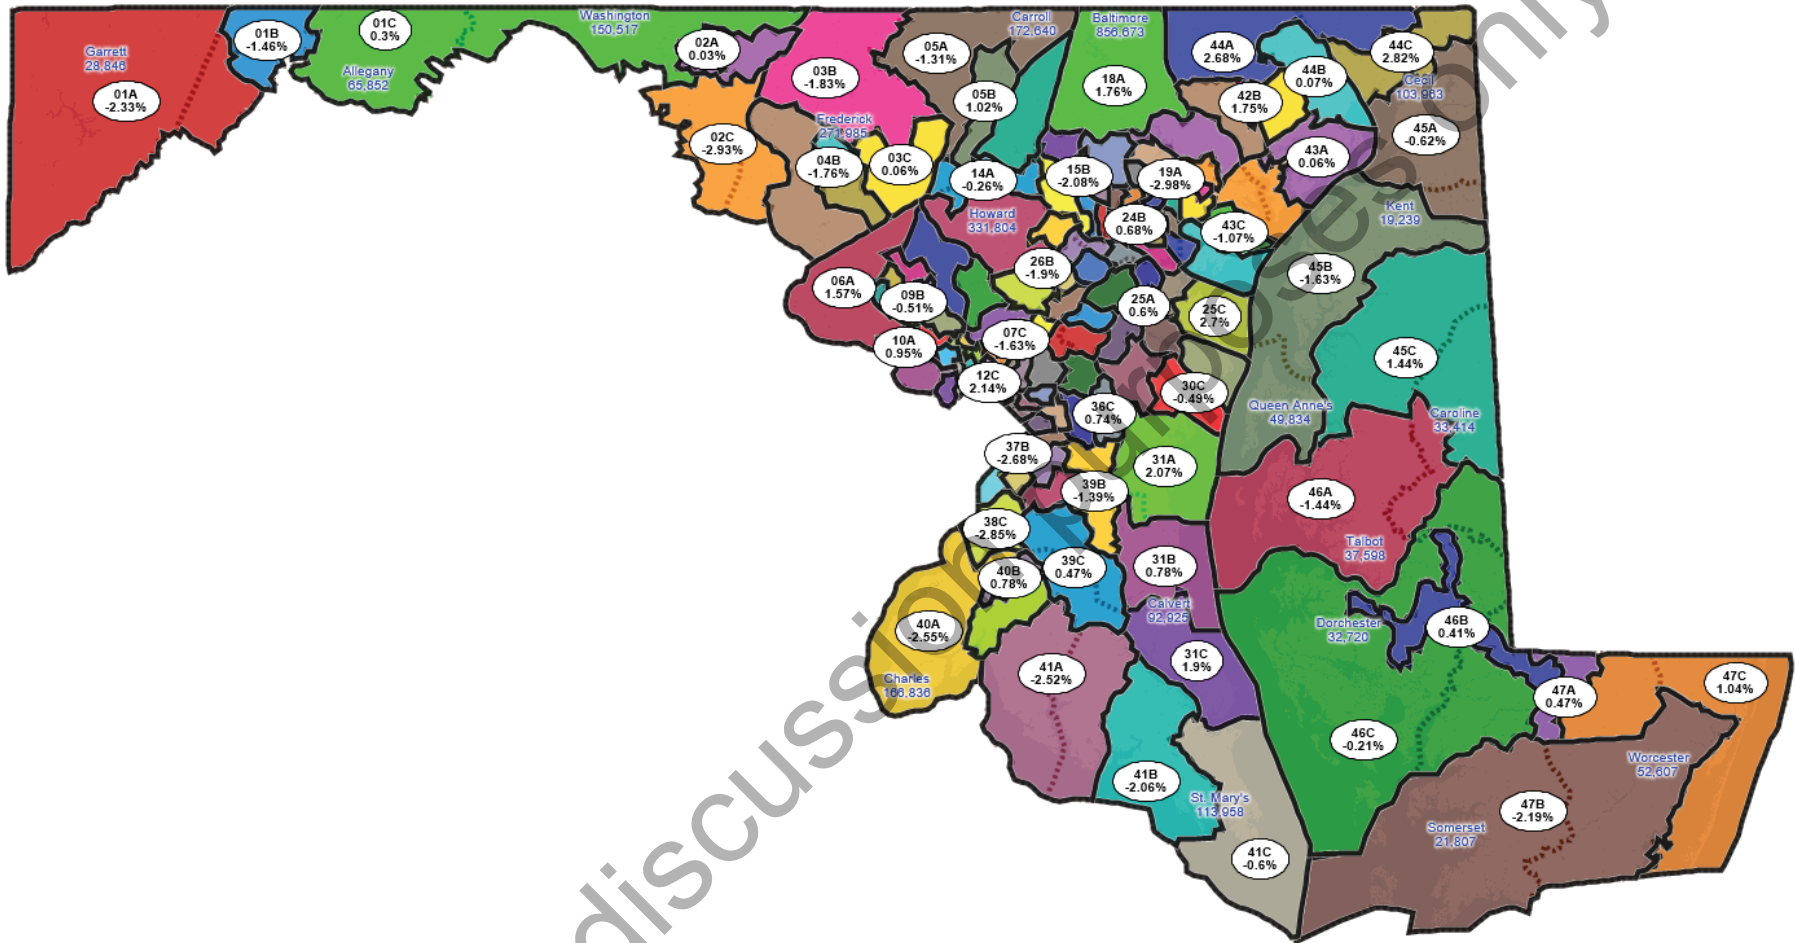 Garrett
28,846
01A
-2.33%
01B
-1.46%
01C
0.3%
Allegany
65,852
Washington
150,517
02A
0.03%
02C
-2.93%
03B
-1.83%
Frederick
271,985
04B
-1.76%
03C
0.06%
05A
-1.31%
Carroll
172,640
05B
1.02%
Baltimore
856,673
18A
1.76%
44A
2.68%
44B
0.07%
44C
2.82%
Cecil
103,963
42B
1.75%
45A
-0.62%
43A
0.06%
14A
-0.26%
15B
-2.08%
19A
-2.98%
Howard
331,804
24B
0.68%
43C
-1.07%
Kent
19,239
06A
1.57%
09B
-0.51%
26B
-1.9%
45B
-1.63%
25A
0.6%
25C
2.7%
10A
0.95%
07C
-1.63%
45C
1.44%
12C
2.14%
30C
-0.49%
36C
0.74%
Queen Anne's
49,834
Caroline
33,414
37B
-2.68%
31A
2.07%
39B
-1.39%
46A
-1.44%
38C
-2.85%
Talbot
37,598
40B
0.78%
39C
0.47%
31B
0.78%
Calvert
92,925
40A
-2.55%
Dorchester
32,720
46B
0.41%
41A
-2.52%
31C
1.9%
Charles
166,836
47A
0.47%
47C
1.04%
46C
-0.21%
Worcester
52,607
41B
-2.06%
St. Mary's
113,958
47B
-2.19%
Somerset
21,807
41C
-0.6%
discussion purposes only